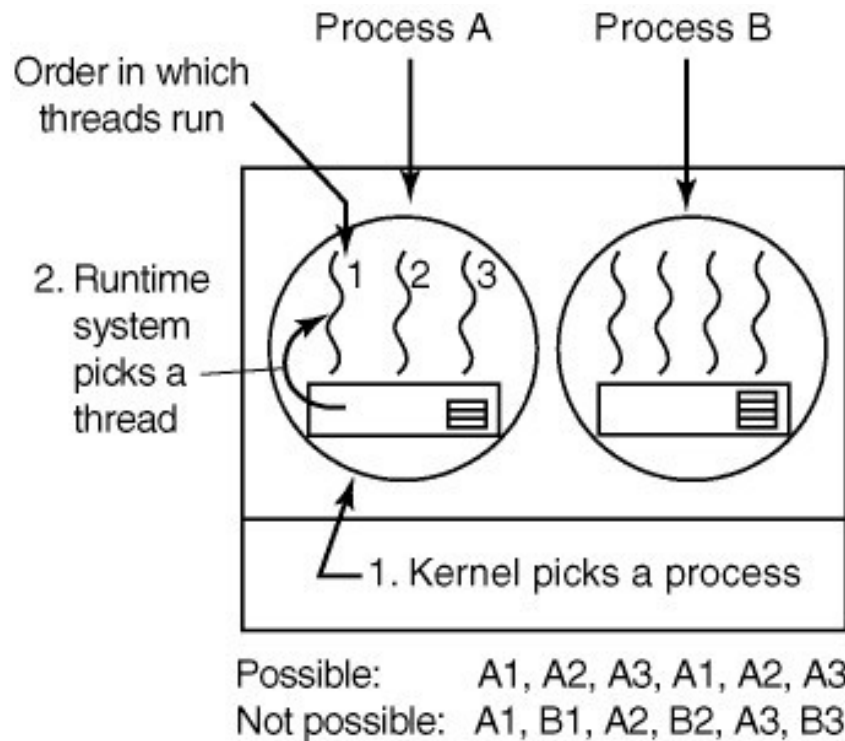 Process A
Process B
Order in which
threads run
1
2
3
2. Runtime
system
picks a
thread
1. Kernel picks a process
Possible: A1, A2, A3, A1, A2, A3
Not possible: A1, B1, A2, B2, A3, B3